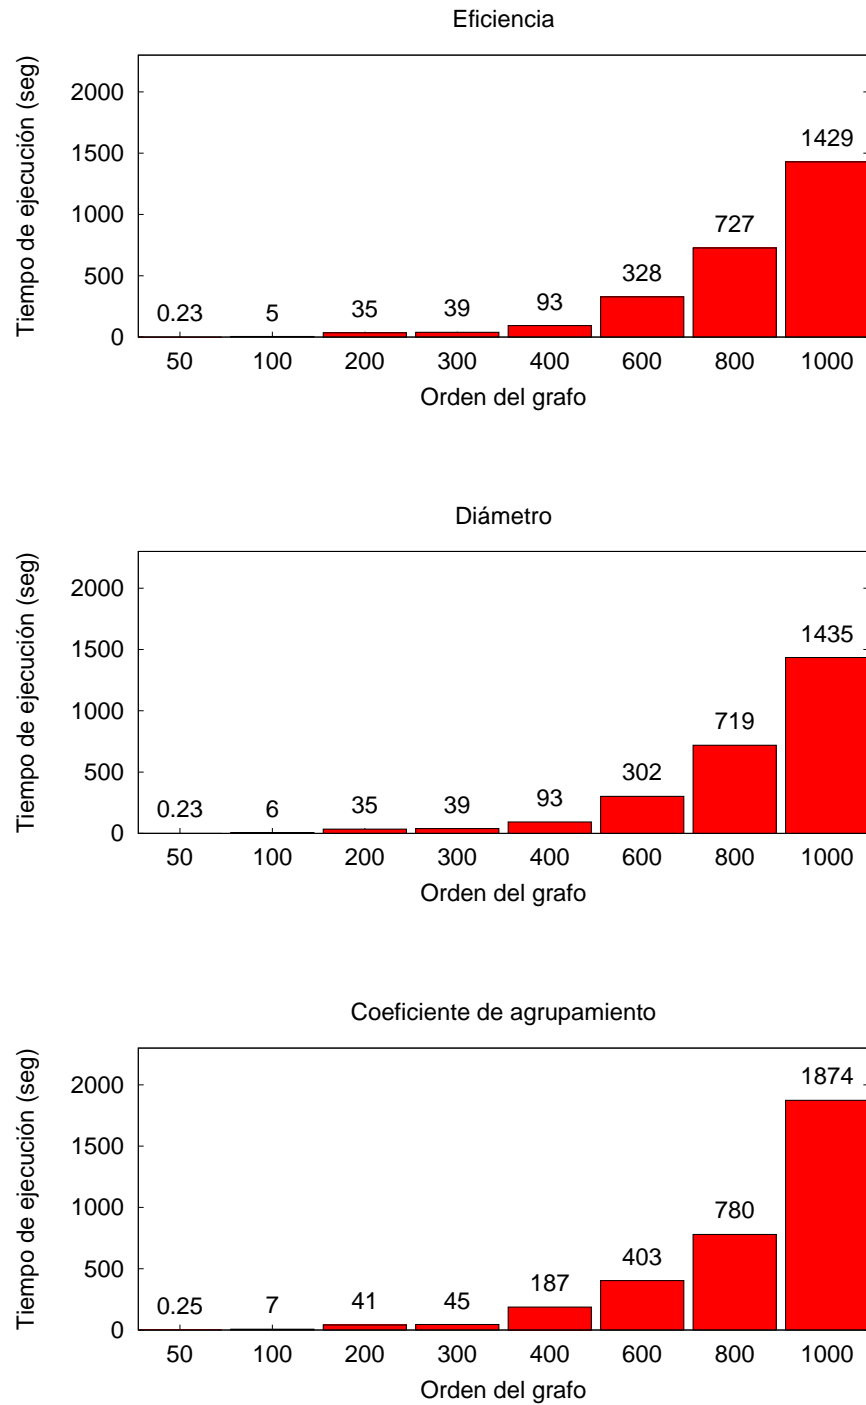 Eficiencia
Tiempo de ejecución (seg)
2000
1500
1000
500
0
0.23 5 35 39 93 328 727 1429
50 100 200 300 400 600 800 1000
Orden del grafo
Diámetro
Tiempo de ejecución (seg)
2000
1500
1000
500
0
0.23 6 35 39 93 302 719 1435
50 100 200 300 400 600 800 1000
Orden del grafo
Coeficiente de agrupamiento
Tiempo de ejecución (seg)
2000
1500
1000
500
0
0.25 7 41 45 187 403 780 1874
50 100 200 300 400 600 800 1000
Orden del grafo